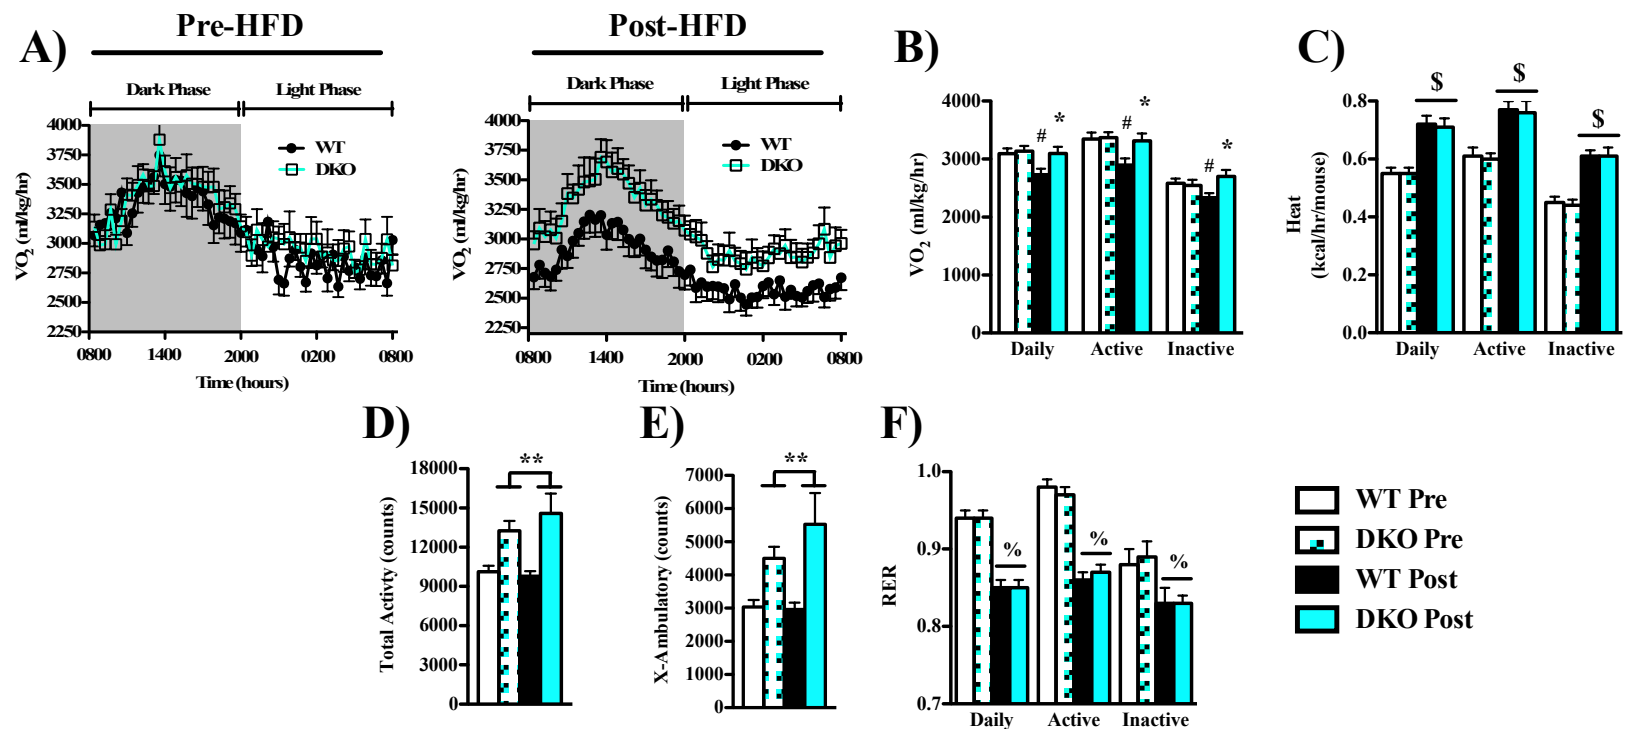 Pre-HFD
Post-HFD
A)
B)
C)
Dark Phase
Light Phase
Dark Phase
Light Phase
4000
3750
3500
3250
3000
2750
2500
2250
VO2 (ml/kg/hr)
WT
DKO
0800
1400
2000
0200
0800
Time (hours)
4000
3750
3500
3250
3000
2750
2500
2250
VO2 (ml/kg/hr)
WT
DKO
0800
1400
2000
0200
0800
Time (hours)
4000
3000
2000
1000
0
VO2 (ml/kg/hr)
# * # * # *
Daily Active Inactive
0.8
0.6
0.4
0.2
0.0
Heat
(kcal/hr/mouse)
$ $ $
Daily Active Inactive
D)
E)
F)
18000
15000
12000
9000
6000
3000
0
Total Activty (counts)
**
7000
6000
5000
4000
3000
2000
1000
0
X-Ambulatory (counts)
**
1.0
0.9
0.8
0.7
RER
% % %
Daily Active Inactive
WT Pre
DKO Pre
WT Post
DKO Post